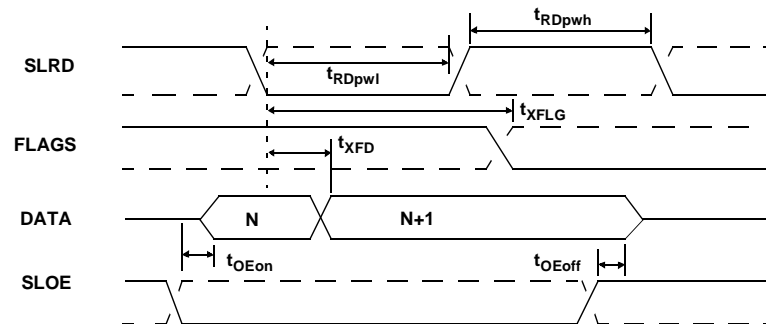 tRDpwh
SLRD
tRDpwl
tXFLG
FLAGS
tXFD
DATA
N
N+1
tOEon
tOEoff
SLOE